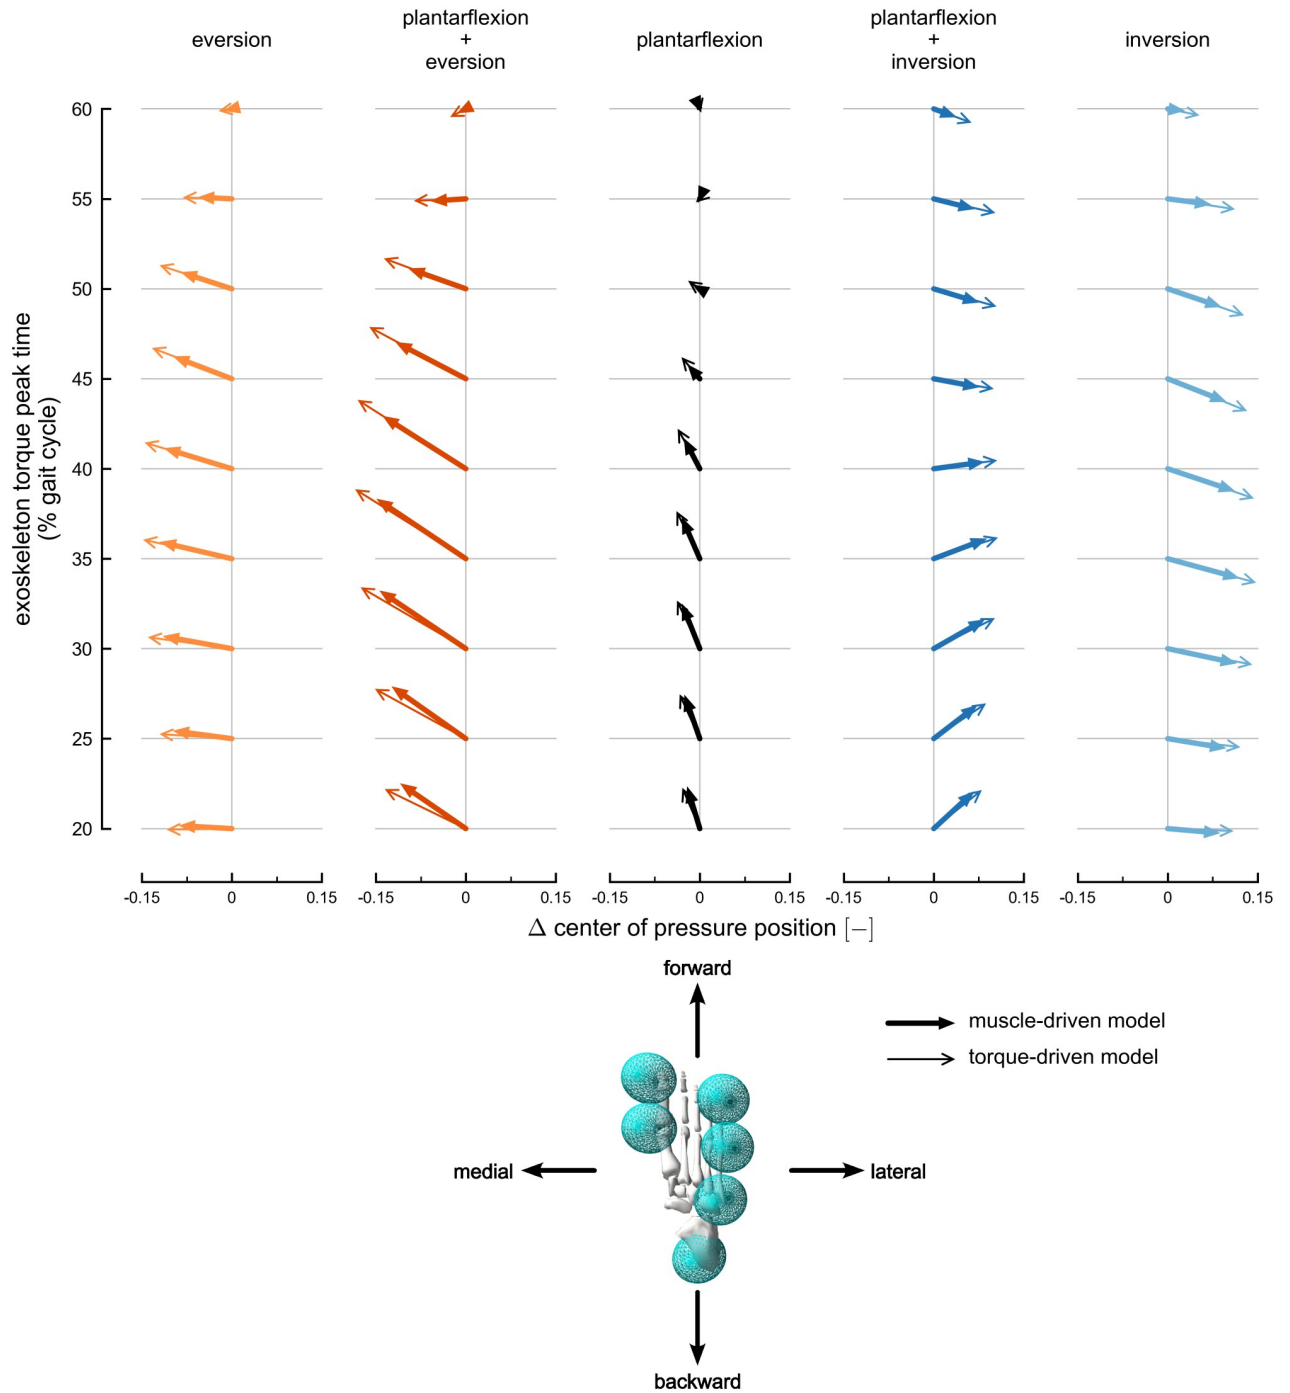 eversion
plantarflexion
+
eversion
plantarflexion
plantarflexion
+
inversion
inversion
exoskeleton torque peak time
(% gait cycle)
60
55
50
45
40
35
30
25
20
-0.15 0 0.15 -0.15 0 0.15 -0.15 0 0.15 -0.15 0 0.15 -0.15 0 0.15
Δ center of pressure position [−]
forward
muscle-driven model
torque-driven model
medial
lateral
backward